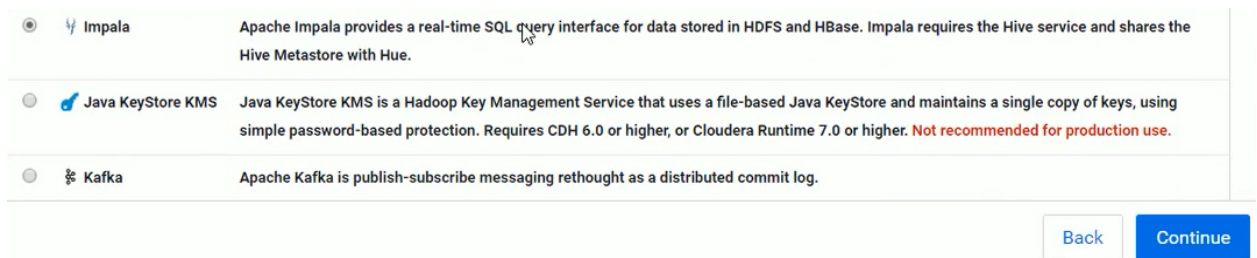 Impala Apache Impala provides a real-time SQL query interface for data stored in HDFS and HBase. Impala requires the Hive service and shares the
Hive Metastore with Hue.
Java KeyStore KMS Java KeyStore KMS is a Hadoop Key Management Service that uses a file-based Java KeyStore and maintains a single copy of keys, using
simple password-based protection. Requires CDH 6.0 or higher, or Cloudera Runtime 7.0 or higher. Not recommended for production use.
Kafka Apache Kafka is publish-subscribe messaging rethought as a distributed commit log.
Back Continue